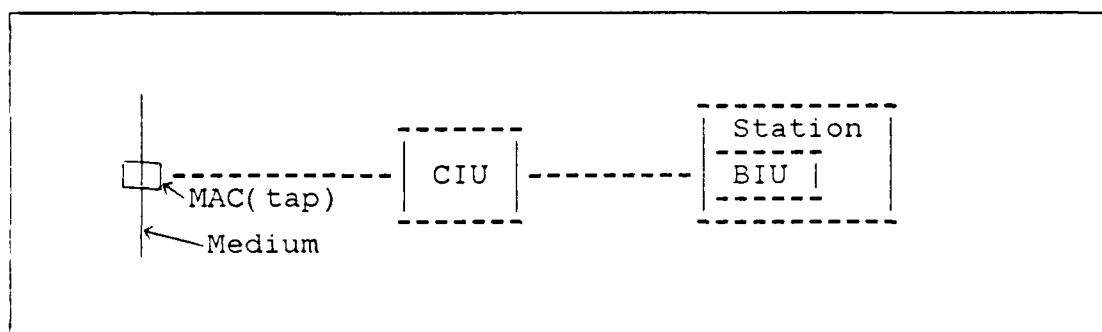 Station
CIU
BIU
MAC(tap)
Medium